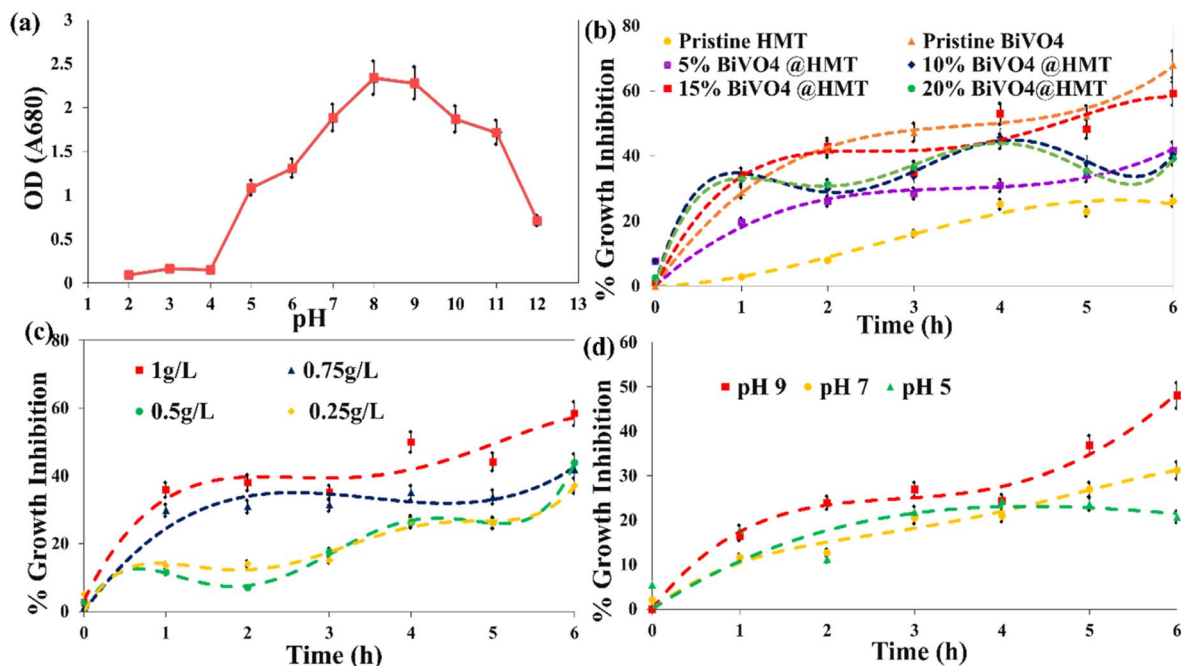 (a)
3
2.5
2
1.5
1
0.5
0
OD (A680)
1 2 3 4 5 6 7 8 9 10 11 12 13
pH
(b)
80
60
40
20
0
% Growth Inhibition
Pristine HMT Pristine BiVO4
5% BiVO4 @HMT 10% BiVO4 @HMT
15% BiVO4 @HMT 20% BiVO4@HMT
0 1 2 3 4 5 6
Time (h)
(c)
80
60
40
20
0
% Growth Inhibition
1g/L 0.75g/L
0.5g/L 0.25g/L
0 1 2 3 4 5 6
Time (h)
(d)
60
50
40
30
20
10
0
% Growth Inhibition
pH 9 pH 7 pH 5
0 1 2 3 4 5 6
Time (h)